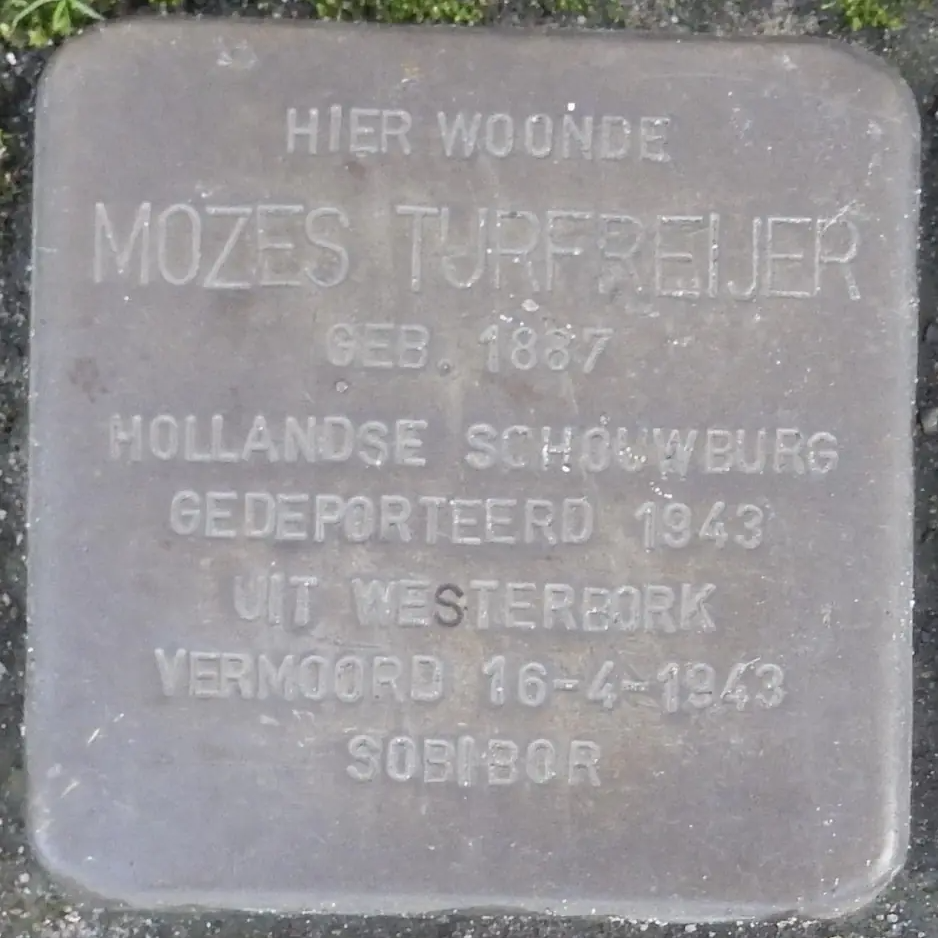 HIER WOONDE
MOZES TURFREIJER
GEB. 1887
HOLLANDSE SCHOUWBURG
GEDEPORTEERD 1943
UIT WESTERBORK
VERMOORD 16-4-1943
SOBIBOR